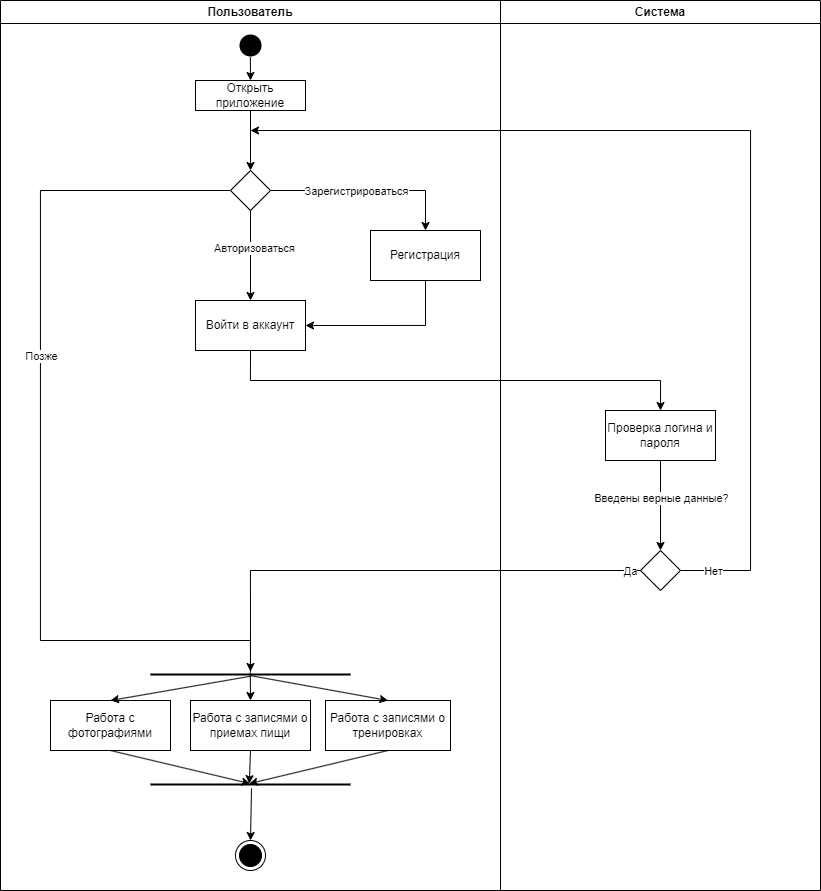 Пользователь
Система
Открыть
приложение
Зарегистрироваться
Авторизоваться
Регистрация
Войти в аккаунт
Позже
Проверка логина и
пароля
Введены верные данные?
Да
Нет
Работа с
фотографиями
Работа с записями о
приемах пищи
Работа с записями о
тренировках